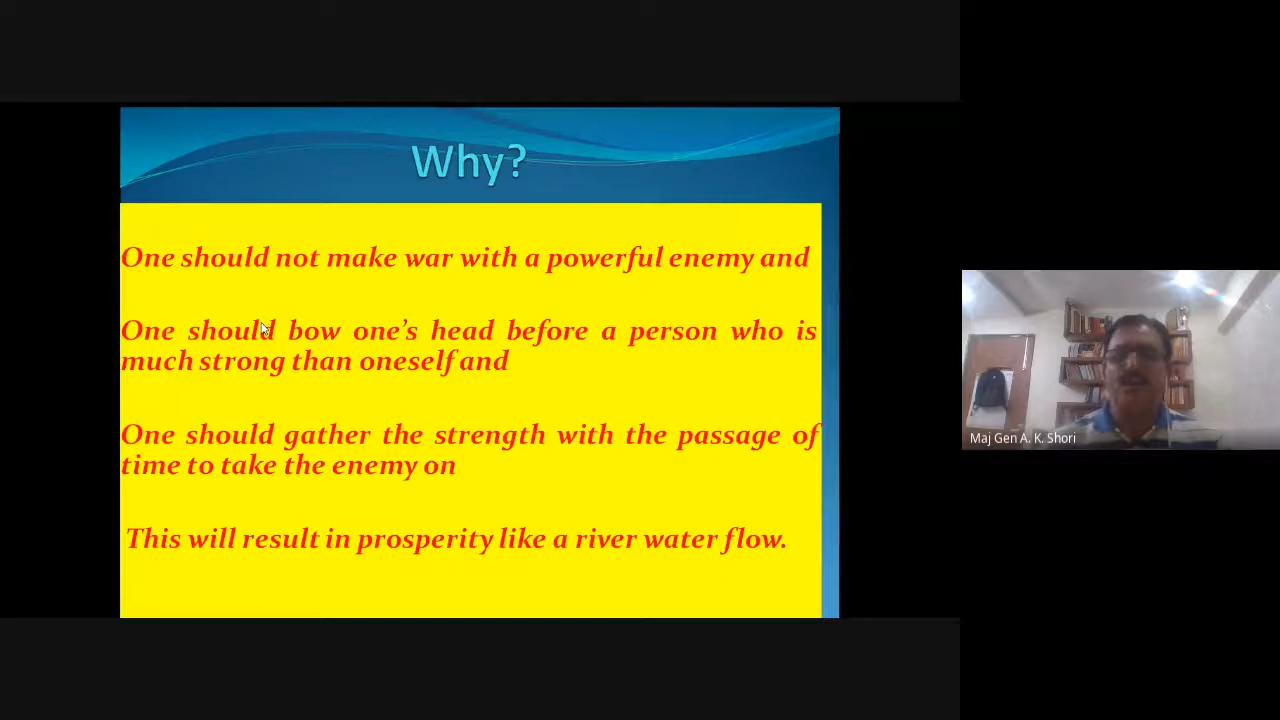 Why?
One should not make war with a powerful enemy and
One should bow one's head before a person who is
much strong than oneself and
One should gather the strength with the passage of
time to take the enemy on
This will result in prosperity like a river water flow.
Maj Gen A. K. Shori